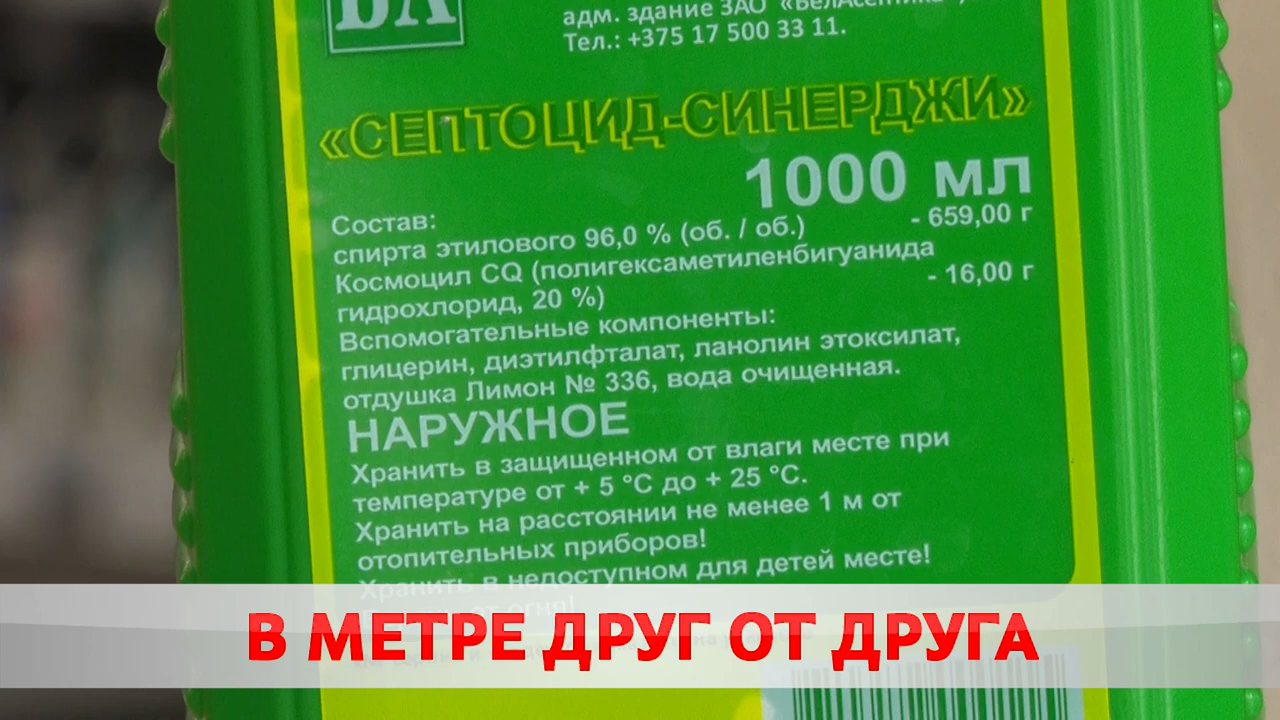 БА
адм. здание ЗАО «БелАсептика»,
Тел.: +375 17 500 33 11.
«СЕПТОЦИД-СИНЕРДЖИ»
1000 мл
Состав:
спирта этилового 96,0 % (об. / об.) - 659,00 г
Космоцил CQ (полигексаметиленбигуанида
гидрохлорид, 20 %) - 16,00 г
Вспомогательные компоненты:
глицерин, диэтилфталат, ланолин этоксилат,
отдушка Лимон № 336, вода очищенная.
НАРУЖНОЕ
Хранить в защищенном от влаги месте при
температуре от + 5 °С до + 25 °С.
Хранить на расстоянии не менее 1 м от
отопительных приборов!
Хранить в недоступном для детей месте!
от огня!
В МЕТРЕ ДРУГ ОТ ДРУГА